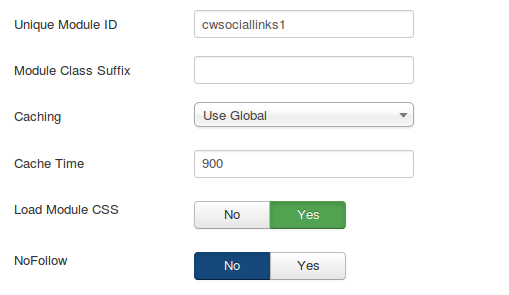 Unique Module ID cwsociallinks1
Module Class Suffix
Caching Use Global
Cache Time 900
Load Module CSS No Yes
NoFollow No Yes